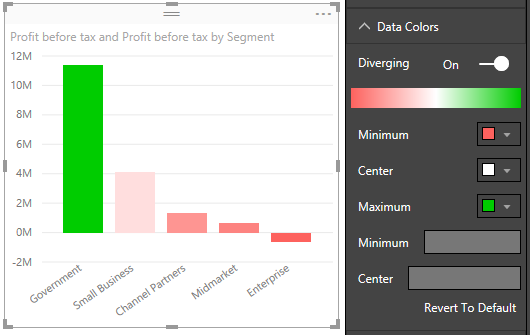 Profit before tax and Profit before tax by Segment
12M
10M
8M
6M
4M
2M
0M
-2M
Government
Small Business
Channel Partners
Midmarket
Enterprise
Data Colors
Diverging On
Minimum
Center
Maximum
Minimum
Center
Revert To Default